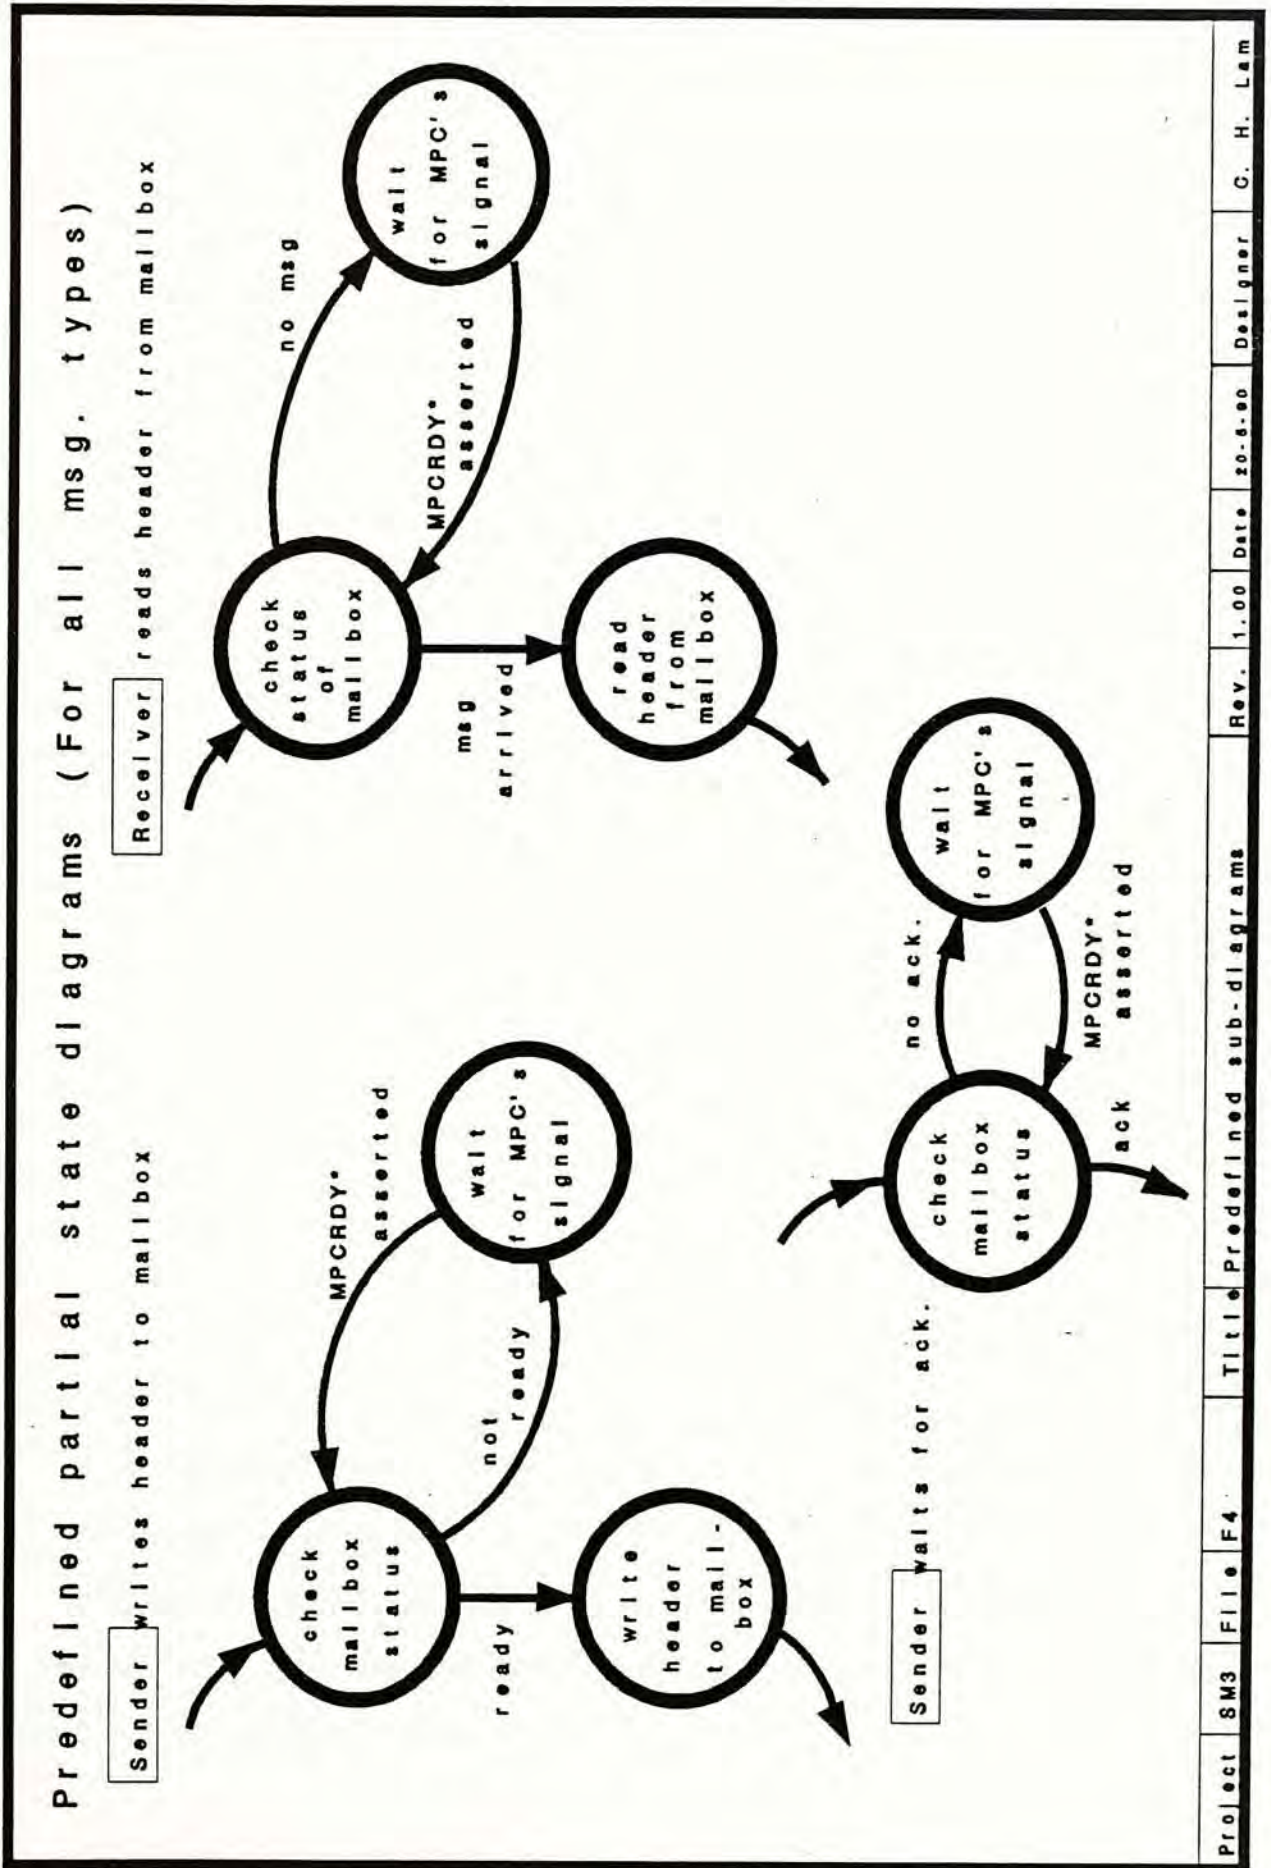 Predefined partial state diagrams (For all msg. types)
Sender writes header to mailbox
check
mailbox
status
MPCRDY*
asserted
not
ready
wait
for MPC's
signal
ready
write
header
to mail-
box
Receiver reads header from mailbox
check
status
of
mailbox
no msg
MPCRDY*
asserted
wait
for MPC's
signal
msg
arrived
read
header
from
mailbox
Sender waits for ack.
check
mailbox
status
no ack.
wait
for MPC's
signal
MPCRDY*
asserted
ack
Project SM3 File F4 Title Predefined sub-diagrams Rev. 1.00 Date 20-6-90 Designer C. H. Lam